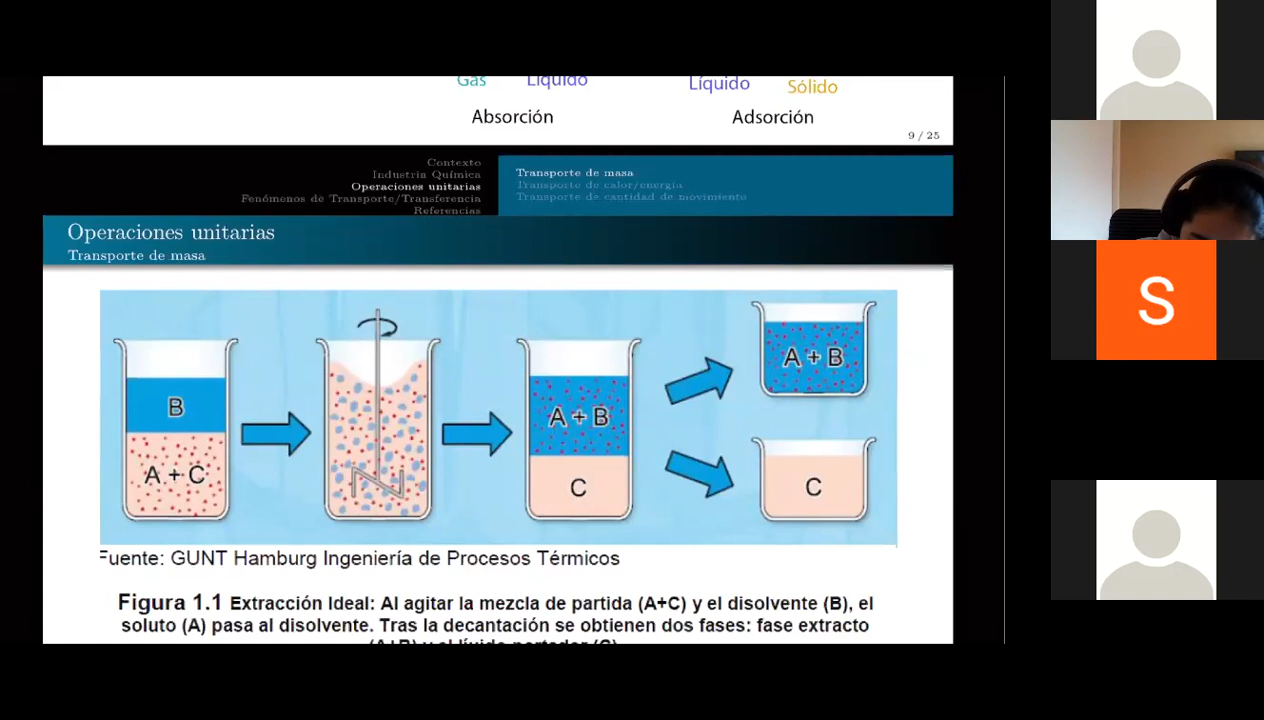 Gas Líquido Líquido Sólido
Absorción Adsorción
9 / 25
Contexto
Industria Química
Operaciones unitarias
Fenómenos de Transporte/Transferencia
Referencias
Transporte de masa
Transporte de calor/energía
Transporte de cantidad de movimiento
Operaciones unitarias
Transporte de masa
B
A + C
A + B
C
A + B
C
Fuente: GUNT Hamburg Ingeniería de Procesos Térmicos
Figura 1.1 Extracción Ideal: Al agitar la mezcla de partida (A+C) y el disolvente (B), el
soluto (A) pasa al disolvente. Tras la decantación se obtienen dos fases: fase extracto
(A+B) y el líquido portador (C)
S